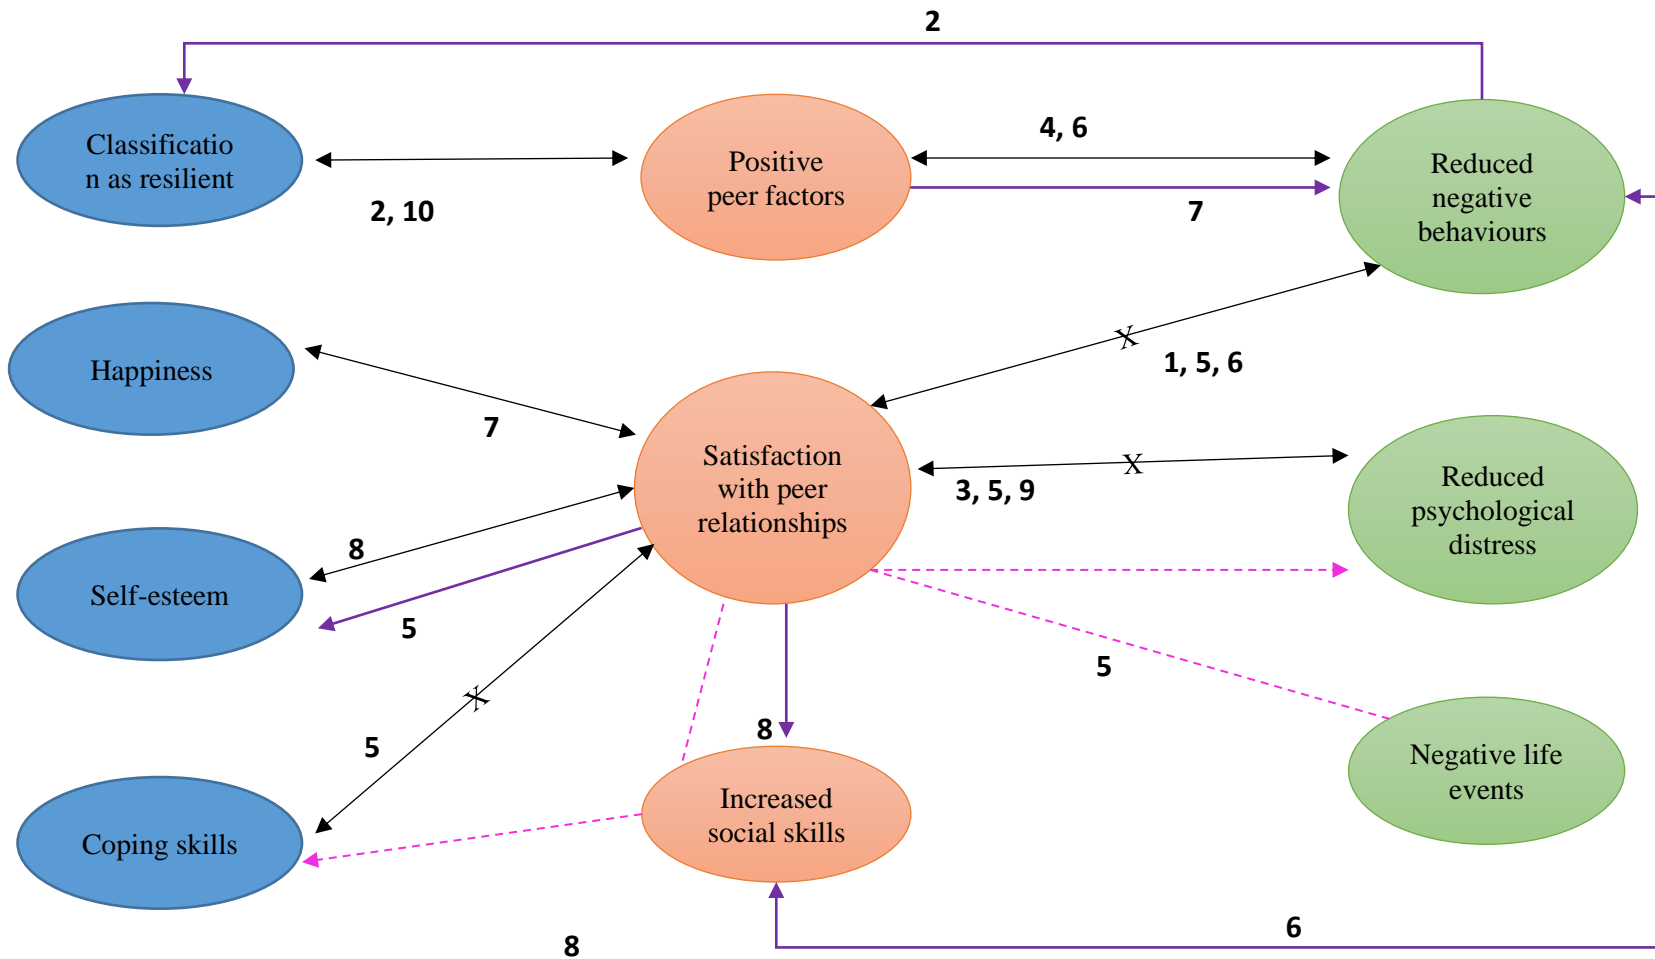 2
Classificatio
n as resilient
2, 10
Positive
peer factors
4, 6
7
Reduced
negative
behaviours
Happiness
7
X
1, 5, 6
Satisfaction
with peer
relationships
X
3, 5, 9
Reduced
psychological
distress
Self-esteem
8
5
5
X
5
8
Negative life
events
Coping skills
Increased
social skills
8
6